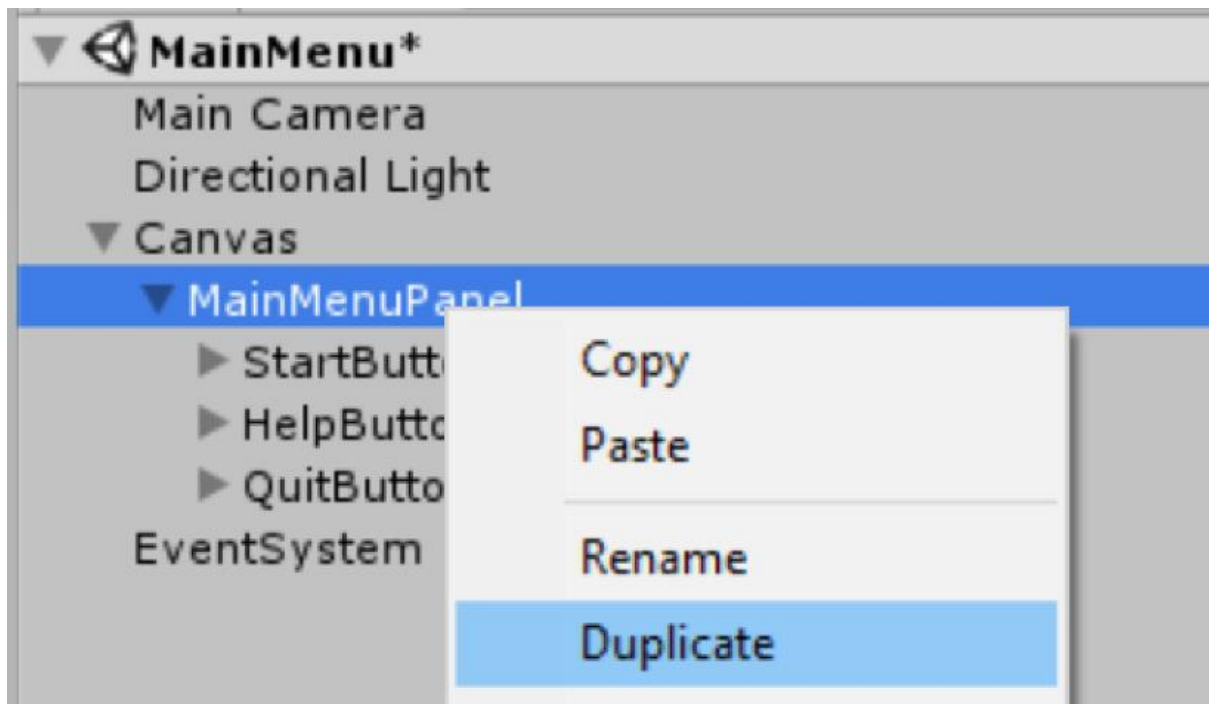 MainMenu*
Main Camera
Directional Light
Canvas
MainMenuPanel
StartButt
Copy
HelpButto
Paste
QuitButto
EventSystem
Rename
Duplicate